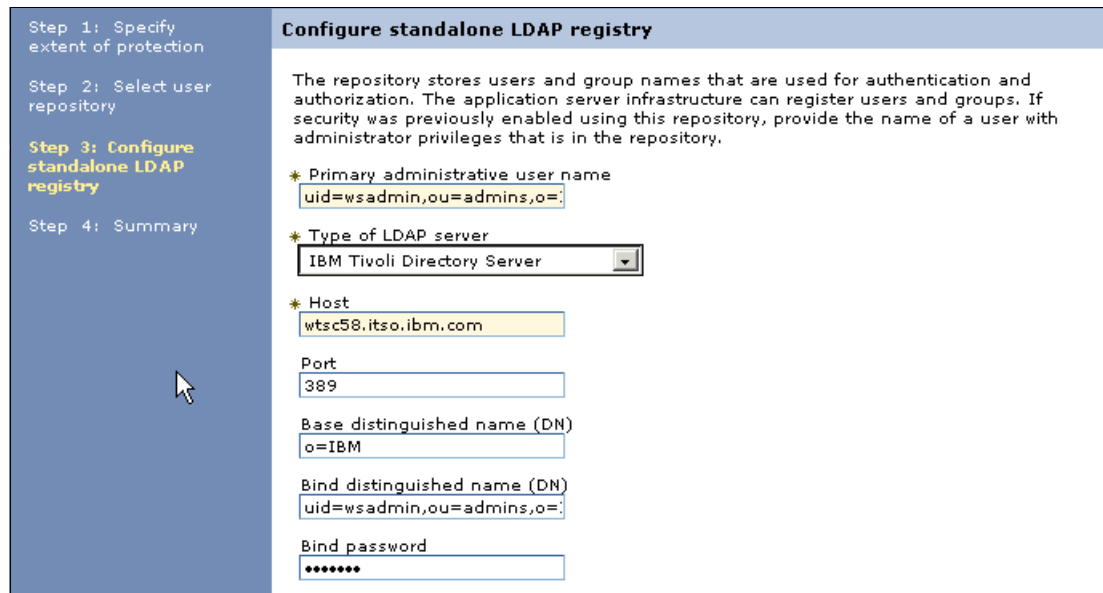 Step 1: Specify
extent of protection
Step 2: Select user
repository
Step 3: Configure
standalone LDAP
registry
Step 4: Summary
Configure standalone LDAP registry
The repository stores users and group names that are used for authentication and
authorization. The application server infrastructure can register users and groups. If
security was previously enabled using this repository, provide the name of a user with
administrator privileges that is in the repository.
* Primary administrative user name
uid=wsadmin,ou=admins,o=
* Type of LDAP server
IBM Tivoli Directory Server
* Host
wtsc58.itso.ibm.com
Port
389
Base distinguished name (DN)
o=IBM
Bind distinguished name (DN)
uid=wsadmin,ou=admins,o=
Bind password
•••••••